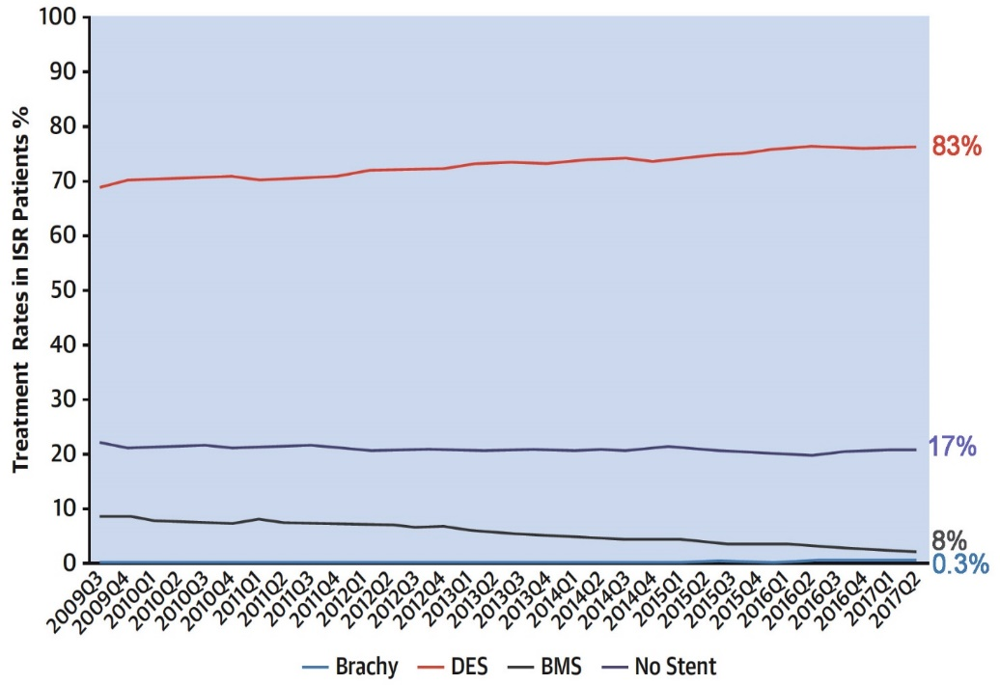 Treatment Rates in ISR Patients %
100
90
80
70
60
50
40
30
20
10
0
83%
17%
8%
0.3%
2009Q3
2009Q4
2010Q1
2010Q2
2010Q3
2010Q4
2011Q1
2011Q2
2011Q3
2011Q4
2012Q1
2012Q2
2012Q3
2012Q4
2013Q1
2013Q2
2013Q3
2013Q4
2014Q1
2014Q2
2014Q3
2014Q4
2015Q1
2015Q2
2015Q3
2015Q4
2016Q1
2016Q2
2016Q3
2016Q4
2017Q1
2017Q2
Brachy DES BMS No Stent